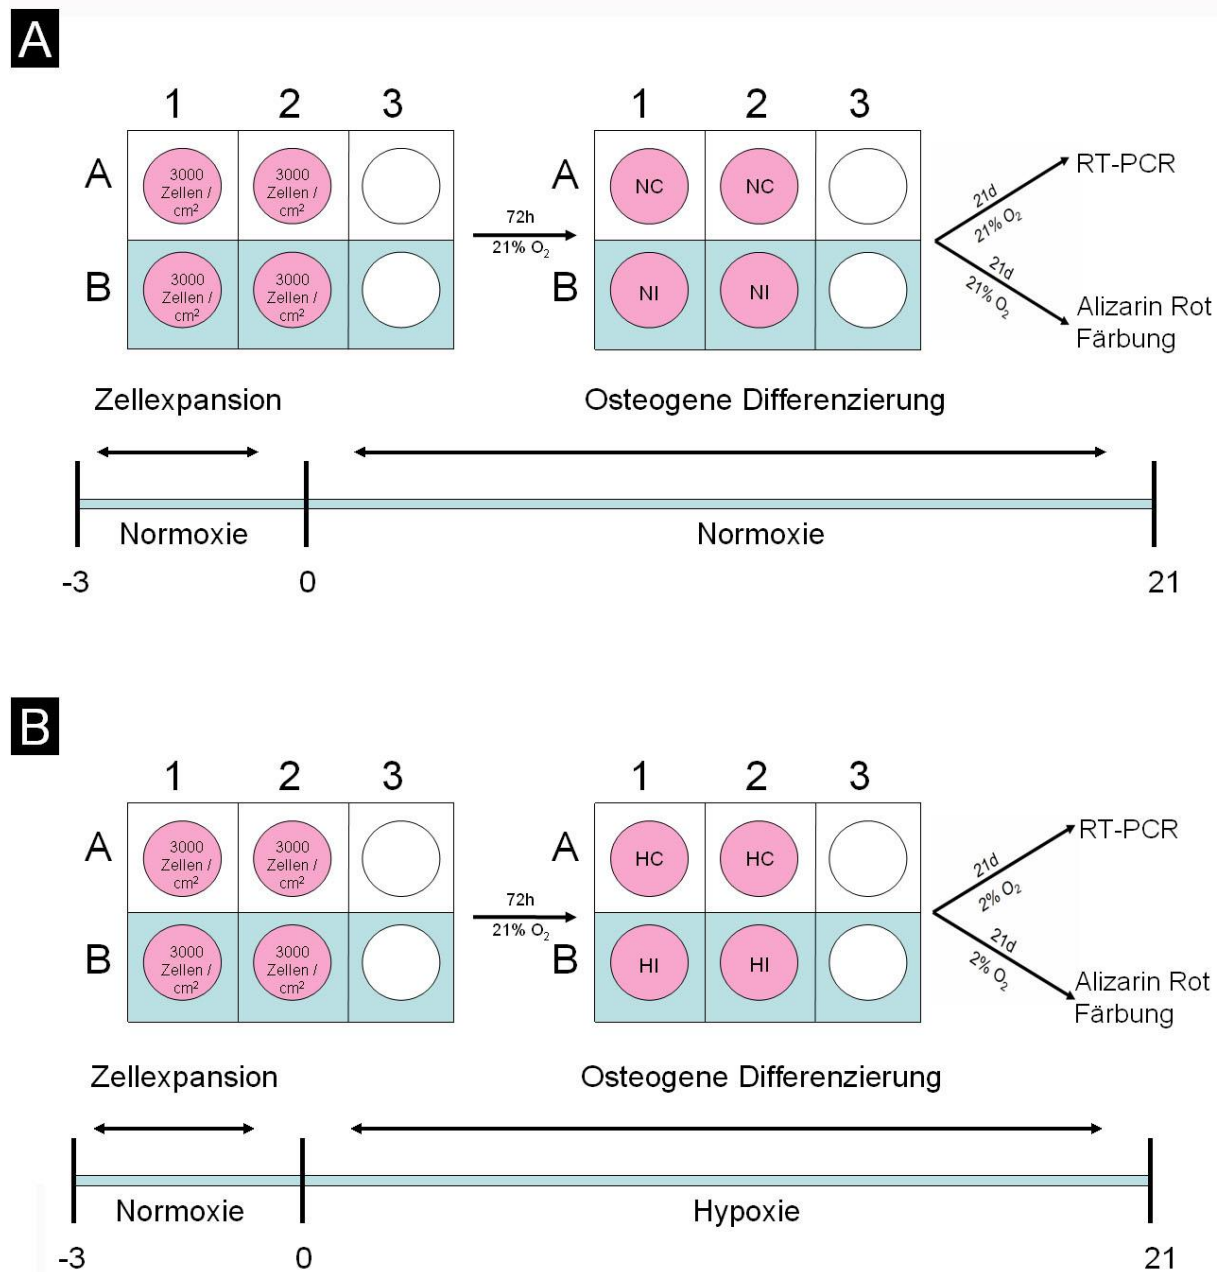 A
1 2 3
A
3000
Zellen /
cm²
3000
Zellen /
cm²
B
3000
Zellen /
cm²
3000
Zellen /
cm²
72h
21% O₂
1 2 3
A
NC NC
B
NI NI
21d
21% O₂
RT-PCR
21d
21% O₂
Alizarin Rot
Färbung
Zellexpansion
Osteogene Differenzierung
Normoxie
Normoxie
-3 0 21
B
1 2 3
A
3000
Zellen /
cm²
3000
Zellen /
cm²
B
3000
Zellen /
cm²
3000
Zellen /
cm²
72h
21% O₂
1 2 3
A
HC HC
B
HI HI
21d
2% O₂
RT-PCR
21d
2% O₂
Alizarin Rot
Färbung
Zellexpansion
Osteogene Differenzierung
Normoxie
Hypoxie
-3 0 21